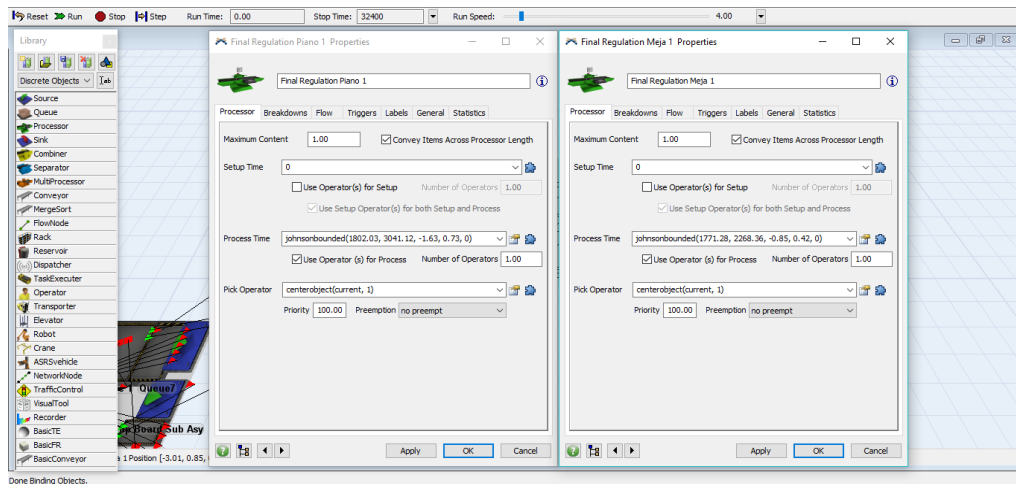 Reset Run Stop Step Run Time: 0.00 Stop Time: 32400 Run Speed: 4.00
Library
Discrete Objects
Source
Queue
Processor
Sink
Combiner
Separator
MultiProcessor
Conveyor
MergeSort
FlowNode
Rack
Reservoir
Dispatcher
TaskExecuter
Operator
Transporter
Elevator
Robot
Crane
ASRSvehicle
NetworkNode
TrafficControl
VisualTool
Recorder
BasicTE
BasicFR
BasicConveyor
Final Regulation Piano 1 Properties
Final Regulation Piano 1
Processor Breakdowns Flow Triggers Labels General Statistics
Maximum Content 1.00 Convey Items Across Processor Length
Setup Time 0
Use Operator(s) for Setup Number of Operators 1.00
Use Setup Operator(s) for both Setup and Process
Process Time johnsonbounded(1802.03, 3041.12, -1.63, 0.73, 0)
Use Operator (s) for Process Number of Operators 1.00
Pick Operator centerobject(current, 1)
Priority 100.00 Preemption no preempt
Apply OK Cancel
Final Regulation Meja 1 Properties
Final Regulation Meja 1
Processor Breakdowns Flow Triggers Labels General Statistics
Maximum Content 1.00 Convey Items Across Processor Length
Setup Time 0
Use Operator(s) for Setup Number of Operators 1.00
Use Setup Operator(s) for both Setup and Process
Process Time johnsonbounded(1771.28, 2268.36, -0.85, 0.42, 0)
Use Operator (s) for Process Number of Operators 1.00
Pick Operator centerobject(current, 1)
Priority 100.00 Preemption no preempt
Apply OK Cancel
Queue7
Board Sub Asy
1 Position [-3.01, 0.85,
Done Binding Objects.